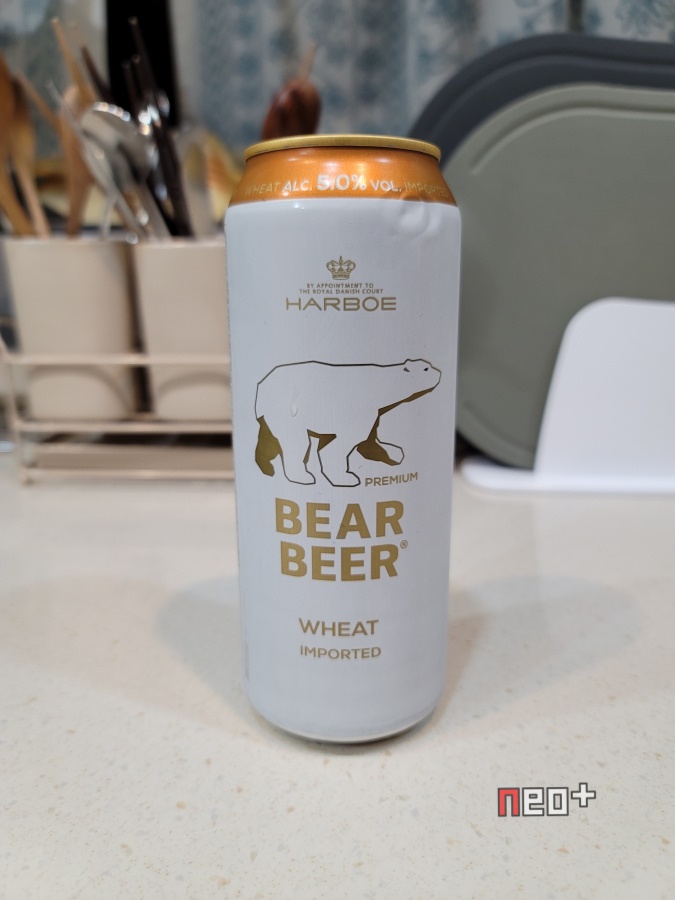 WHEAT ALC. 5.0% VOL. IMPORTED
BY APPOINTMENT TO
THE ROYAL DANISH COURT
HARBOE
PREMIUM
BEAR
BEER®
WHEAT
IMPORTED
neo+